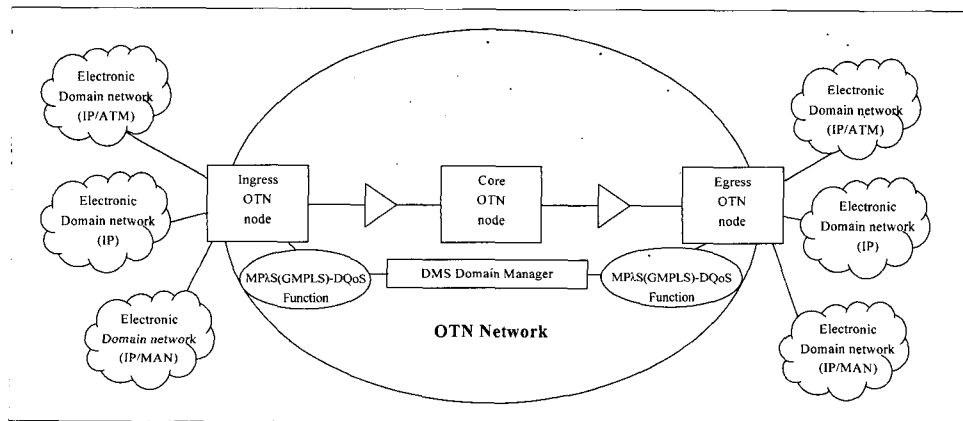 Electronic
Domain network
(IP/ATM)
Electronic
Domain network
(IP/ATM)
Ingress
OTN
node
Core
OTN
node
Egress
OTN
node
Electronic
Domain network
(IP)
Electronic
Domain network
(IP)
MPλS(GMPLS)-DQoS
Function
DMS Domain Manager
MPλS(GMPLS)-DQoS
Function
Electronic
Domain network
(IP/MAN)
OTN Network
Electronic
Domain network
(IP/MAN)